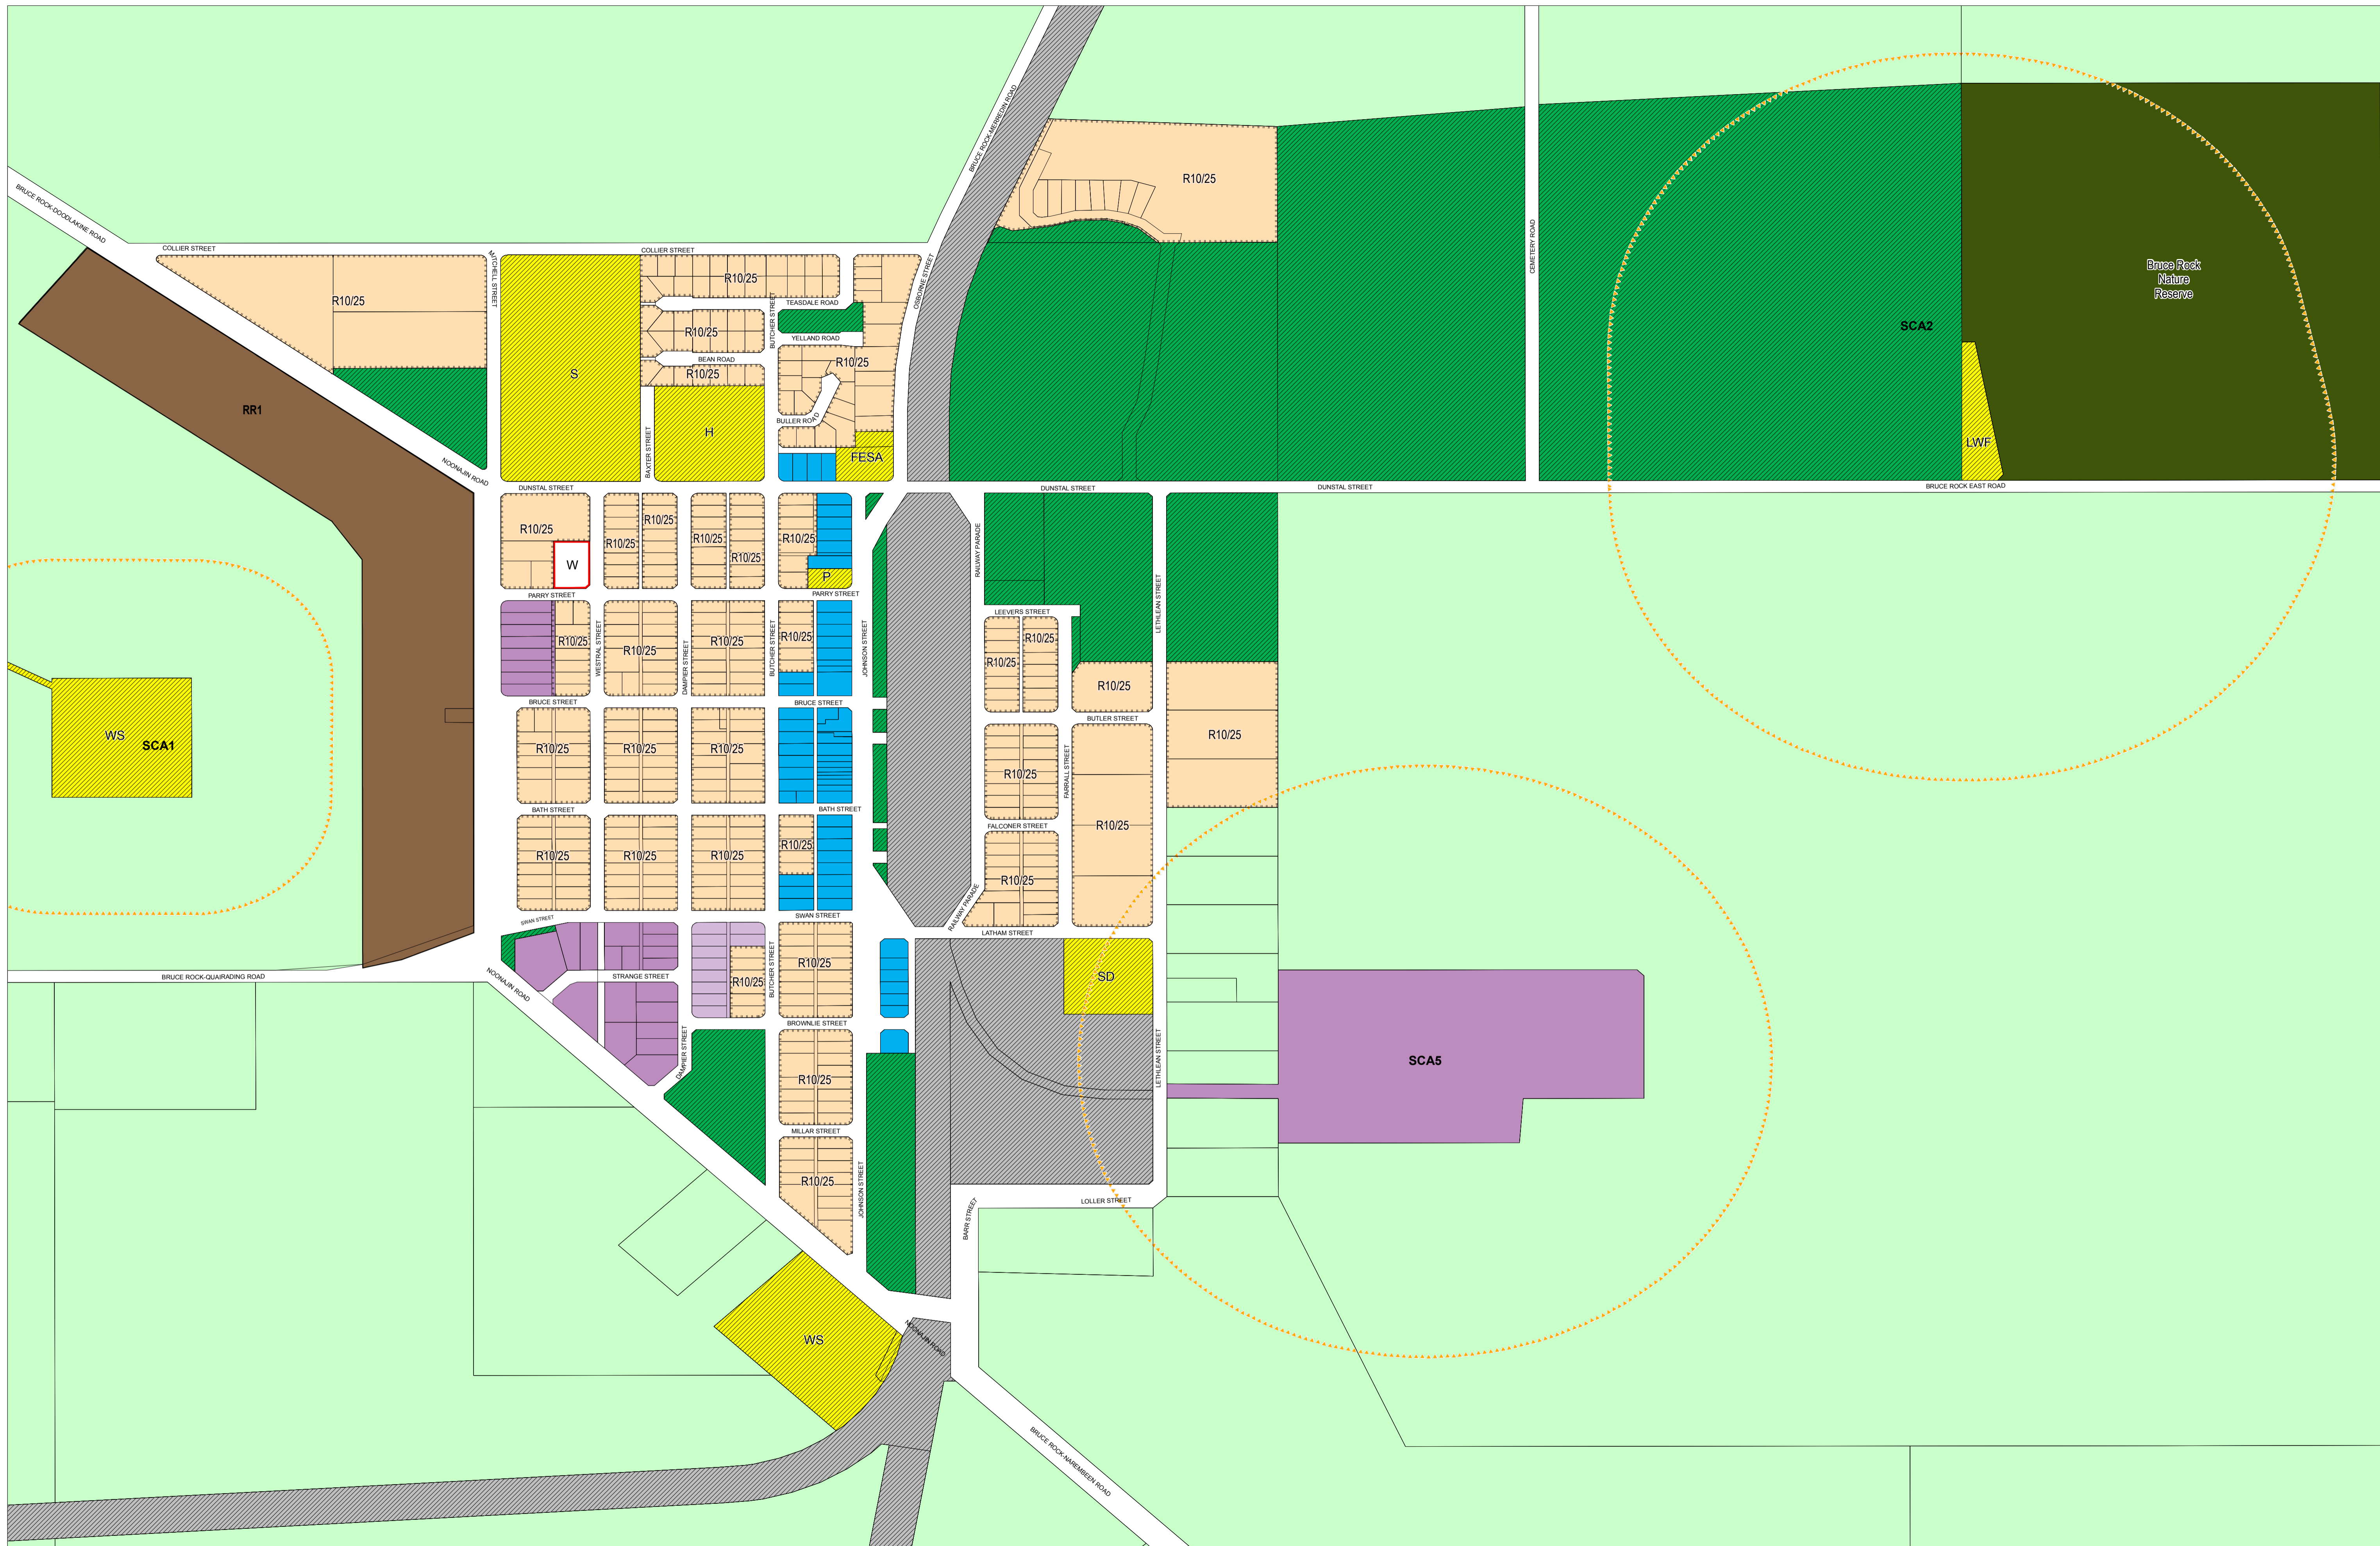 BRUCE ROCK-MERREDIN ROAD
R10/25
BRUCE ROCK-DOODLAKINE ROAD
COLLIER STREET
MITCHELL STREET
COLLIER STREET
OSBORNE STREET
CEMETERY ROAD
Bruce Rock
Nature
Reserve
R10/25
R10/25
TEASDALE ROAD
BUTCHER STREET
SCA2
R10/25
YELLAND ROAD
BEAN ROAD
R10/25
R10/25
S
RR1
BULLER ROAD
H
BAXTER STREET
FESA
LWF
NOONAJIN ROAD
DUNSTAL STREET
DUNSTAL STREET
DUNSTAL STREET
BRUCE ROCK EAST ROAD
R10/25
R10/25
R10/25
R10/25
R10/25
R10/25
W
P
RAILWAY PARADE
LETHLEAN STREET
PARRY STREET
PARRY STREET
LEEVERS STREET
R10/25
WESTRAL STREET
R10/25
DAMPIER STREET
R10/25
BUTCHER STREET
R10/25
JOHNSON STREET
R10/25
R10/25
R10/25
BRUCE STREET
BRUCE STREET
BUTLER STREET
WS
SCA1
R10/25
R10/25
R10/25
R10/25
FARRALL STREET
R10/25
BATH STREET
BATH STREET
FALCONER STREET
R10/25
R10/25
R10/25
R10/25
R10/25
R10/25
RAILWAY PARADE
SWAN STREET
SWAN STREET
LATHAM STREET
BRUCE ROCK-QUAIRADING ROAD
NOONAJIN ROAD
STRANGE STREET
R10/25
BUTCHER STREET
R10/25
SD
BROWNLIE STREET
DAMPIER STREET
R10/25
LETHLEAN STREET
SCA5
MILLAR STREET
R10/25
JOHNSON STREET
BARR STREET
LOLLER STREET
WS
NOONAJIN ROAD
BRUCE ROCK-NAREMBEEN ROAD